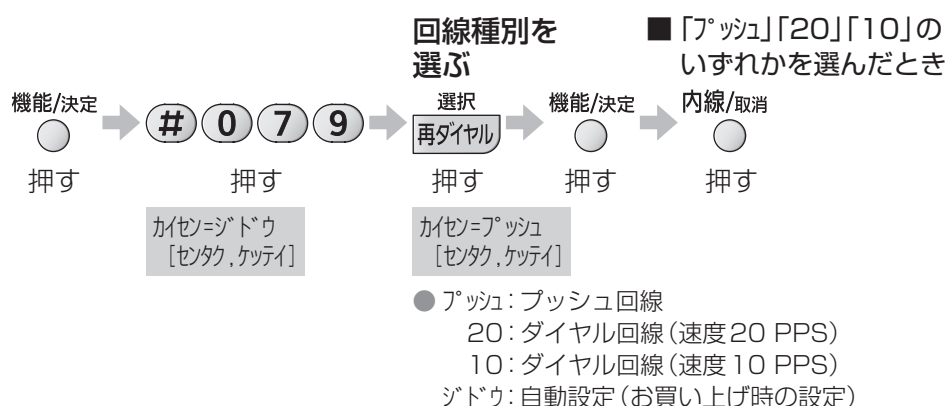 回線種別を
選ぶ
■「プッシュ」「20」「10」の
いずれかを選んだとき
機能/決定
# 0 7 9
選択
再ダイヤル
機能/決定
内線/取消
押す
押す
押す
押す
押す
カイセン=ジドウ
[センタク,ケッテイ]
カイセン=プッシュ
[センタク,ケッテイ]
●プッシュ:プッシュ回線
20:ダイヤル回線(速度20 PPS)
10:ダイヤル回線(速度10 PPS)
ジドウ:自動設定(お買い上げ時の設定)